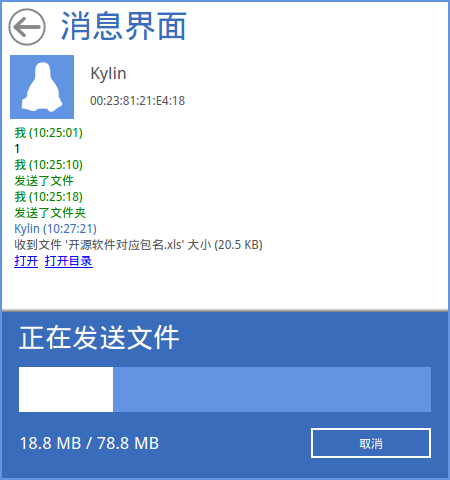 消息界面
Kylin
00:23:81:21:E4:18
我 (10:25:01)
1
我 (10:25:10)
发送了文件
我 (10:25:18)
发送了文件夹
Kylin (10:27:21)
收到文件 '开源软件对应包名.xls' 大小 (20.5 KB)
打开 打开目录
正在发送文件
18.8 MB / 78.8 MB
取消